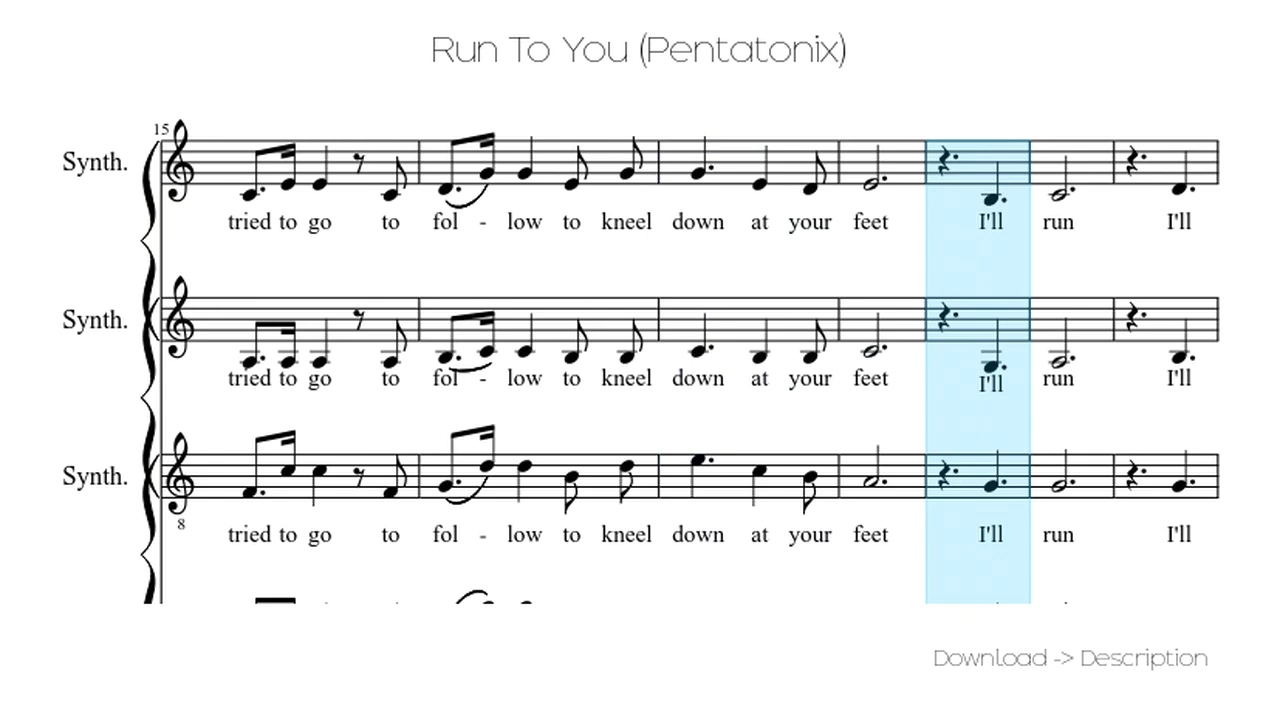 Run To You (Pentatonix)
15
Synth.
tried to go to fol - low to kneel down at your feet I'll run I'll
Synth.
tried to go to fol - low to kneel down at your feet I'll run I'll
Synth.
8
tried to go to fol - low to kneel down at your feet I'll run I'll
Download -> Description